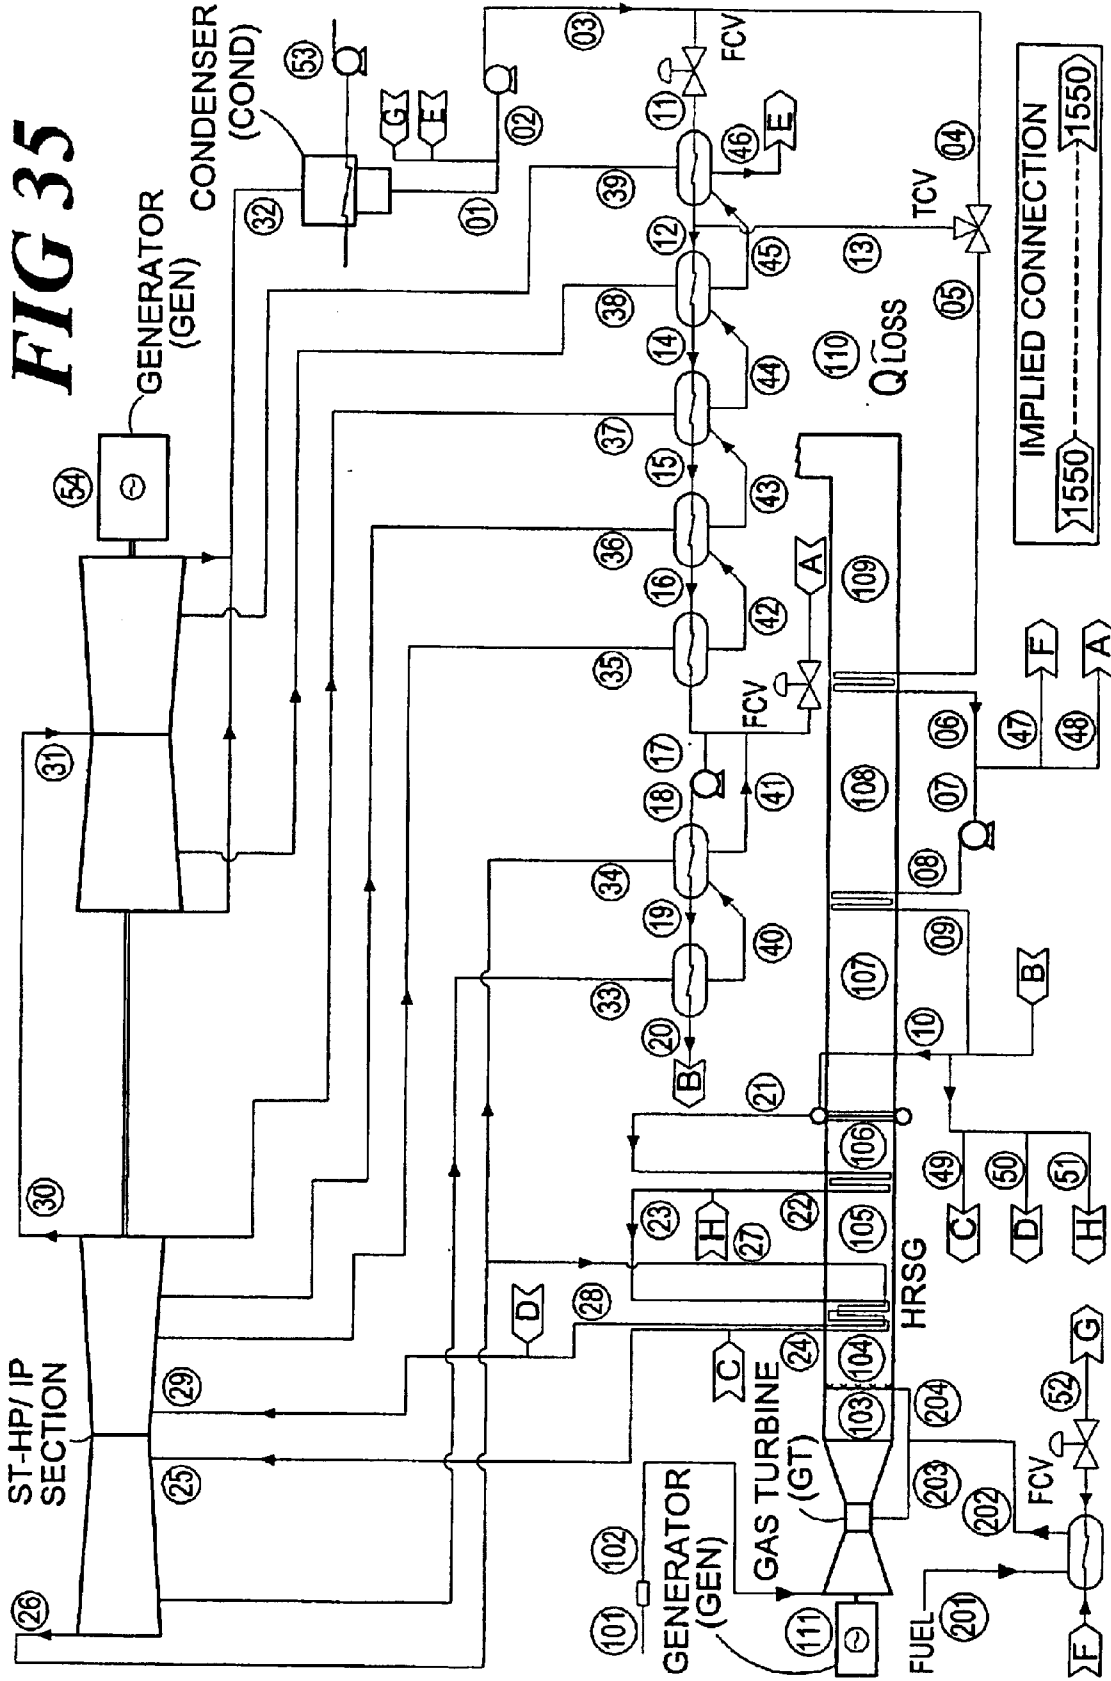 FIG 35
GENERATOR
(GEN)
54
CONDENSER
(COND)
53
32
G
E
01
02
03
31
30
ST-HP/ IP
SECTION
29
25
26
FCV
11
39
46
E
12
38
45
13
TCV
04
05
14
37
44
15
36
43
16
35
42
FCV
A
17
18
41
34
19
40
33
20
B
110
Q LOSS
109
108
107
106
105
104
103
06
07
08
09
10
47
F
48
A
B
21
22
23
H
27
28
D
24
C
49
C
50
D
51
H
HRSG
GAS TURBINE
(GT)
GENERATOR
(GEN)
101
102
111
204
203
202
FUEL
201
F
FCV
52
G
IMPLIED CONNECTION
1550
1550